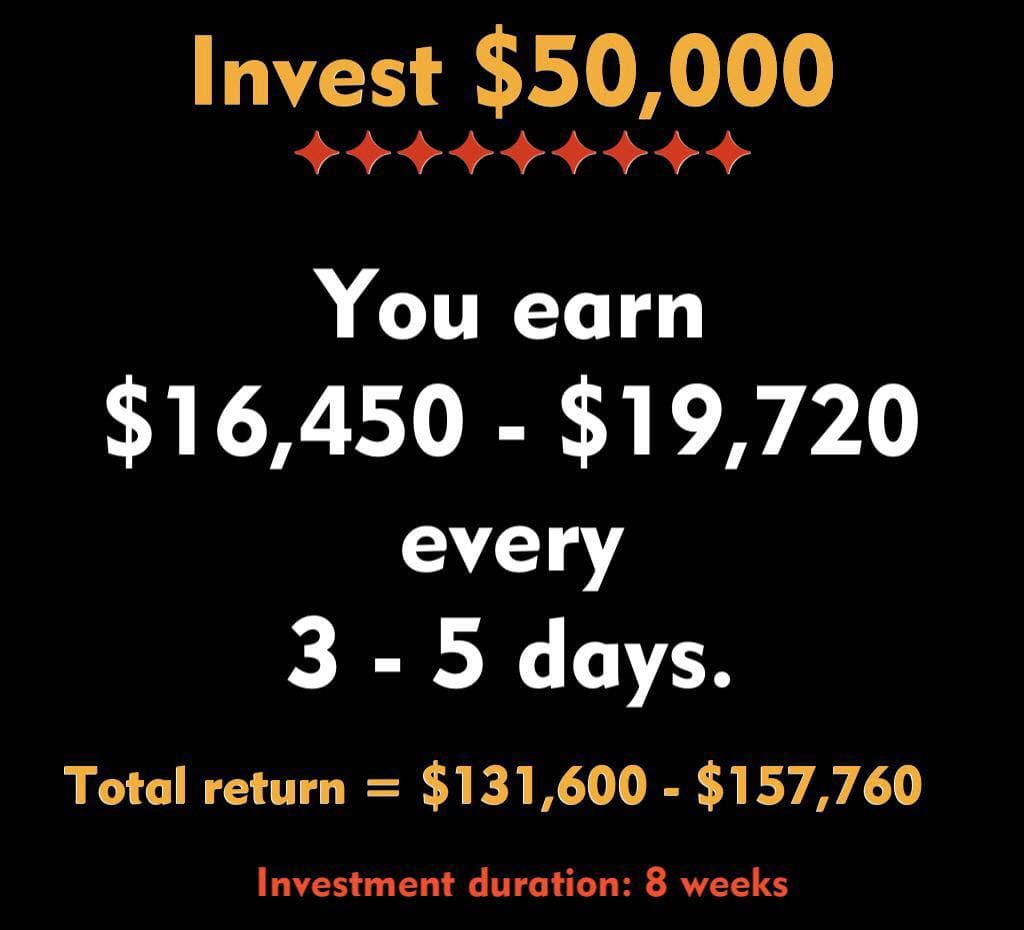 Invest $50,000
You earn
$16,450 - $19,720
every
3 - 5 days.
Total return = $131,600 - $157,760
Investment duration: 8 weeks